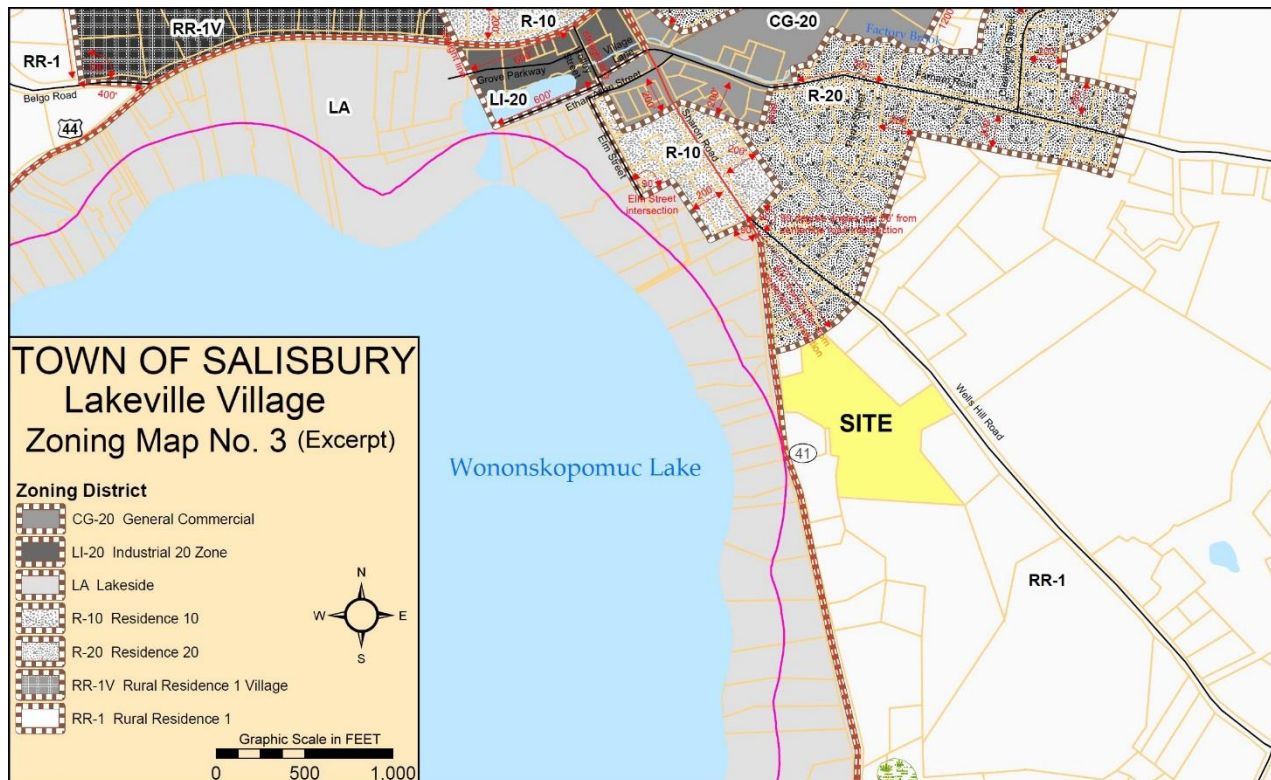 RR-1V
R-10
CG-20
Factory Brook
RR-1
Belgo Road
400'
44
LA
Grove Parkway
Village
LI-20
600'
Ethan Allen Street
R-20
Sharon Road
R-10
200'
200'
Elm Street
Elm Street
intersection
Wells Hill Road
SITE
41
Wononskopomuc Lake
RR-1
TOWN OF SALISBURY
Lakeville Village
Zoning Map No. 3 (Excerpt)
Zoning District
CG-20 General Commercial
LI-20 Industrial 20 Zone
LA Lakeside
R-10 Residence 10
R-20 Residence 20
RR-1V Rural Residence 1 Village
RR-1 Rural Residence 1
N
W E
S
Graphic Scale in FEET
0 500 1,000